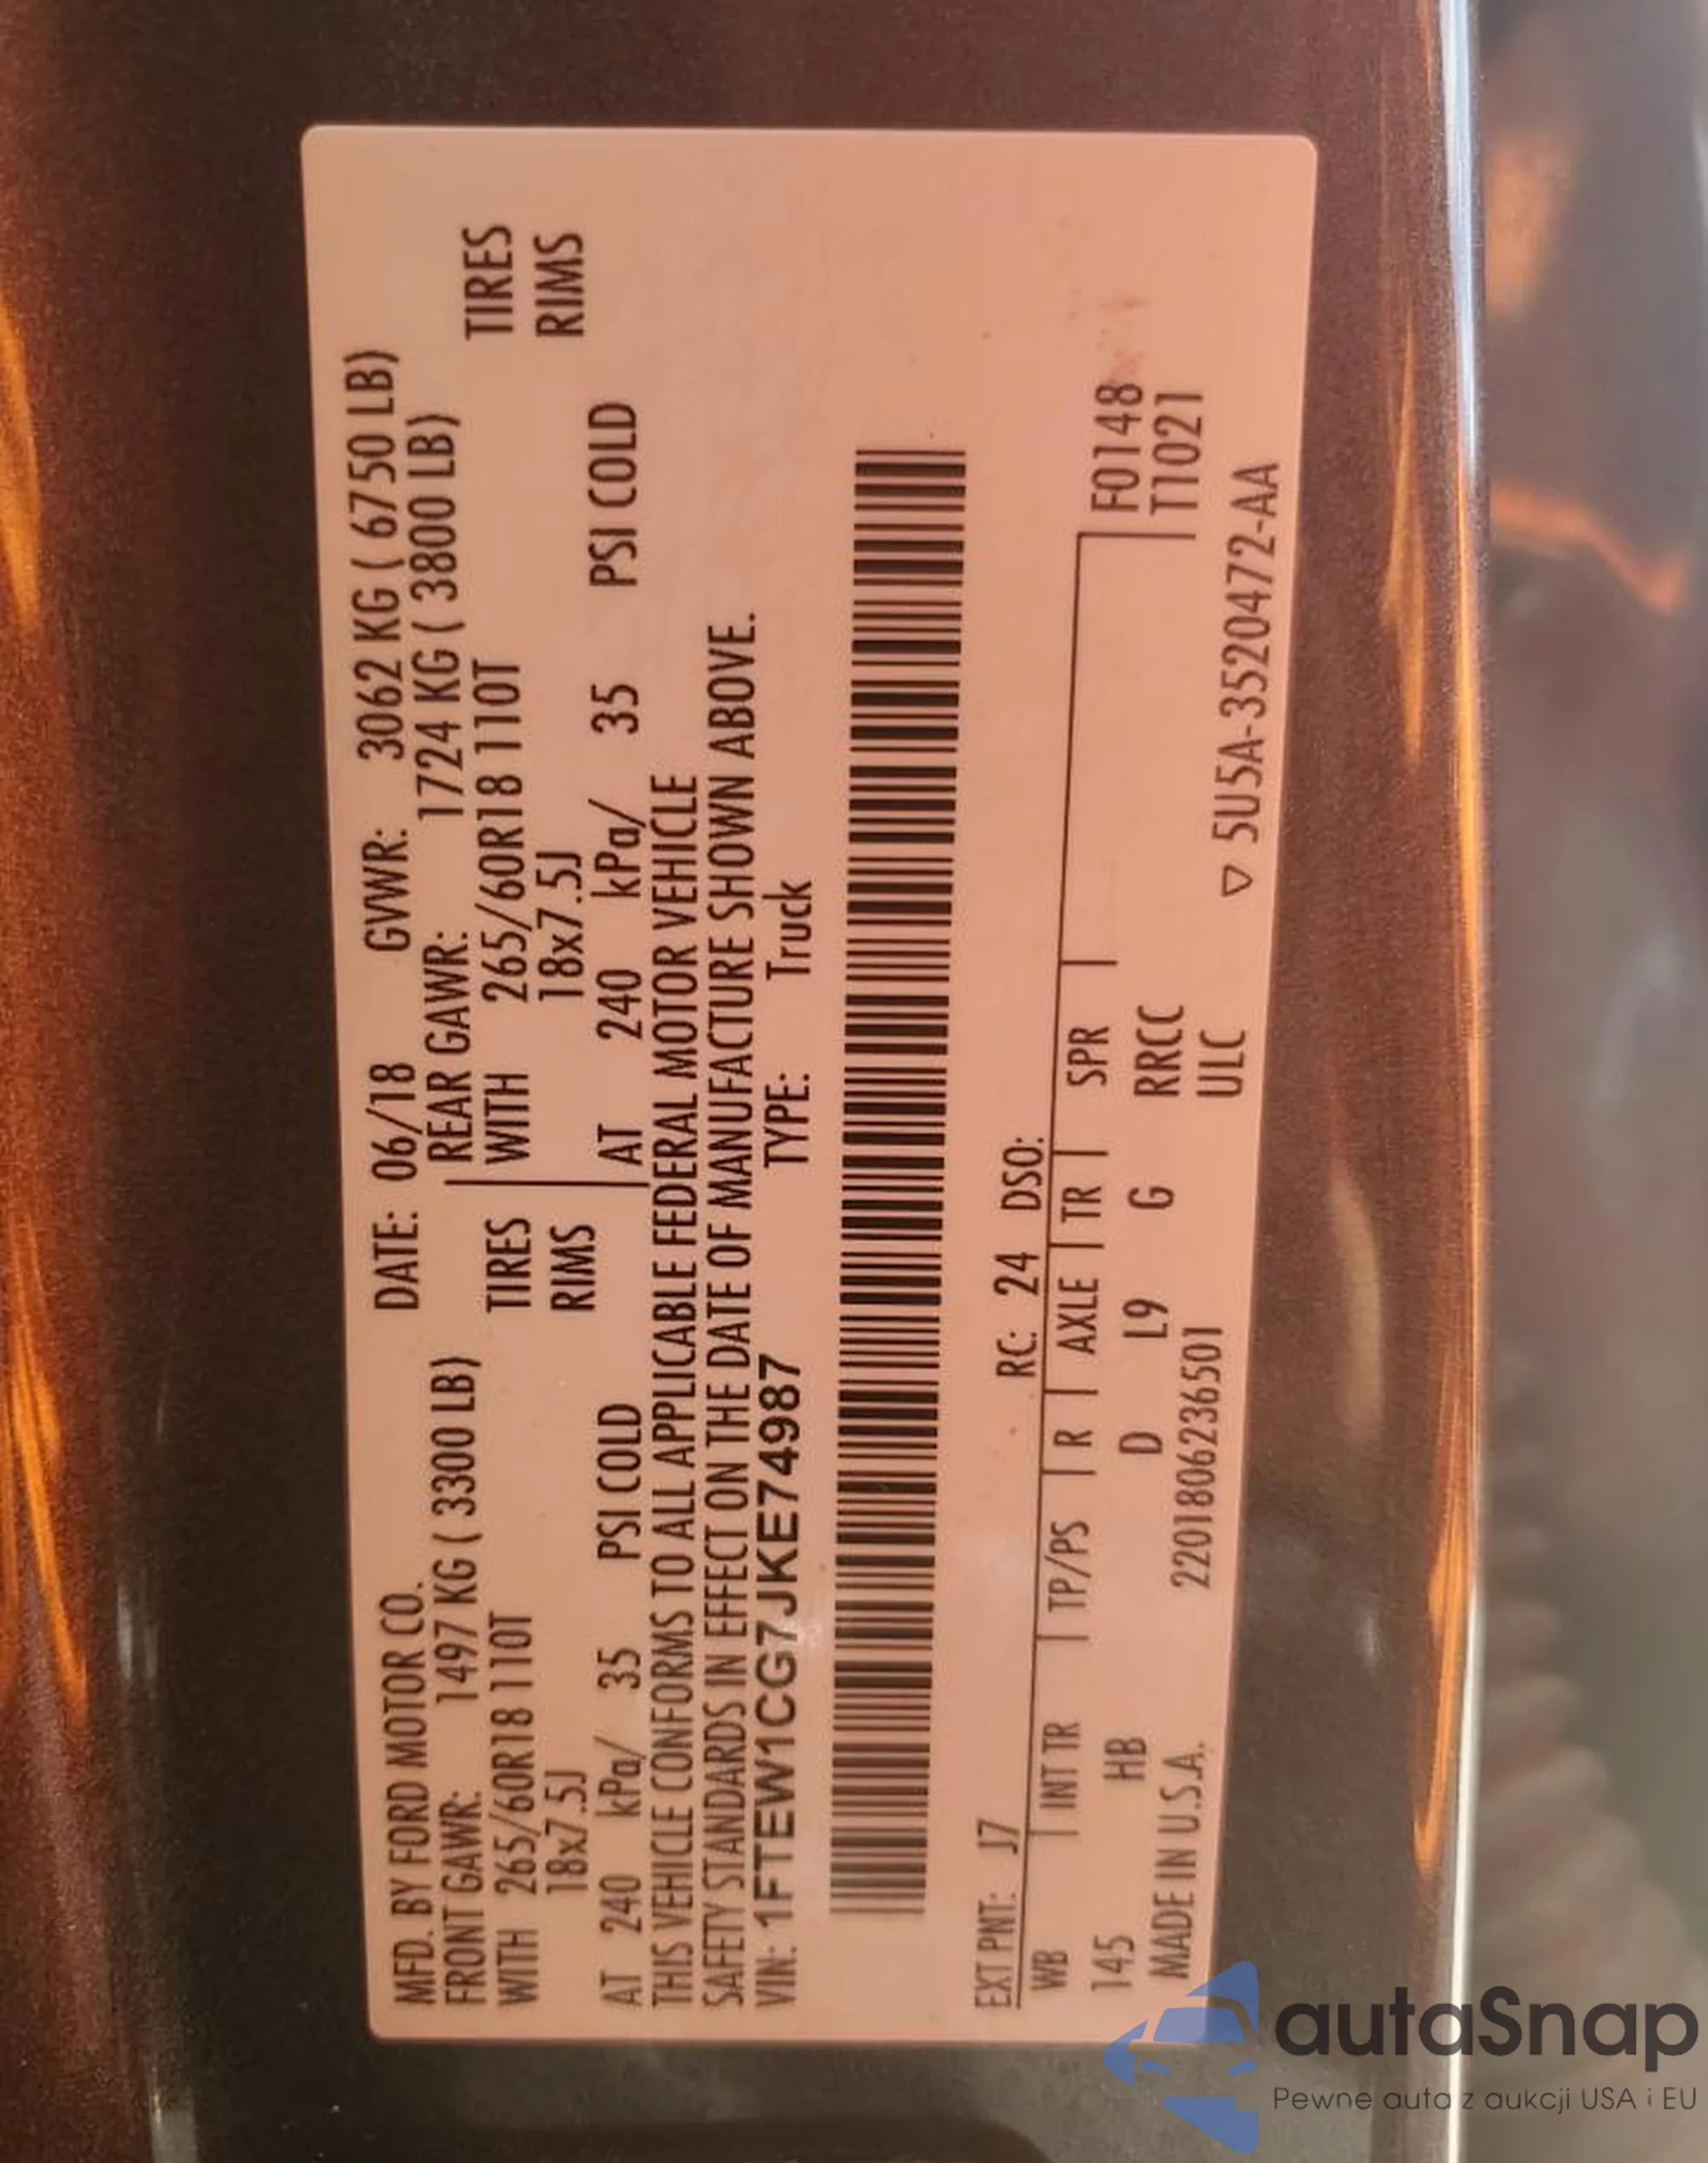 MFD. BY FORD MOTOR CO. DATE: 06/18 GVWR: 3062 KG ( 6750 LB)
FRONT GAWR: 1497 KG ( 3300 LB) REAR GAWR: 1724 KG ( 3800 LB)
WITH 265/60R18 110T TIRES WITH 265/60R18 110T TIRES
18x7.5J RIMS 18x7.5J RIMS
AT 240 kPa/ 35 PSI COLD AT 240 kPa/ 35 PSI COLD
THIS VEHICLE CONFORMS TO ALL APPLICABLE FEDERAL MOTOR VEHICLE
SAFETY STANDARDS IN EFFECT ON THE DATE OF MANUFACTURE SHOWN ABOVE.
VIN: 1FTEW1CG7JKE74987 TYPE: Truck
EXT PNT: J7 RC: 24 DSO:
WB INT TR TP/PS R AXLE TR SPR F0148
145 HB D L9 G RRCC T1021
MADE IN U.S.A. 2201806236501 ULC ▽ 5U5A-3520472-AA
autaSnap
Pewne auta z aukcji USA i EU